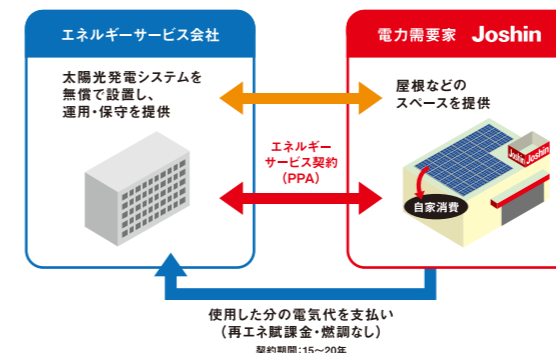 エネルギーサービス会社
太陽光発電システムを
無償で設置し、
運用・保守を提供
電力需要家 Joshin
屋根などの
スペースを提供
エネルギー
サービス契約
（PPA）
Joshin Joshin
自家消費
使用した分の電気代を支払い
（再エネ賦課金・燃調なし）
契約期間：15～20年